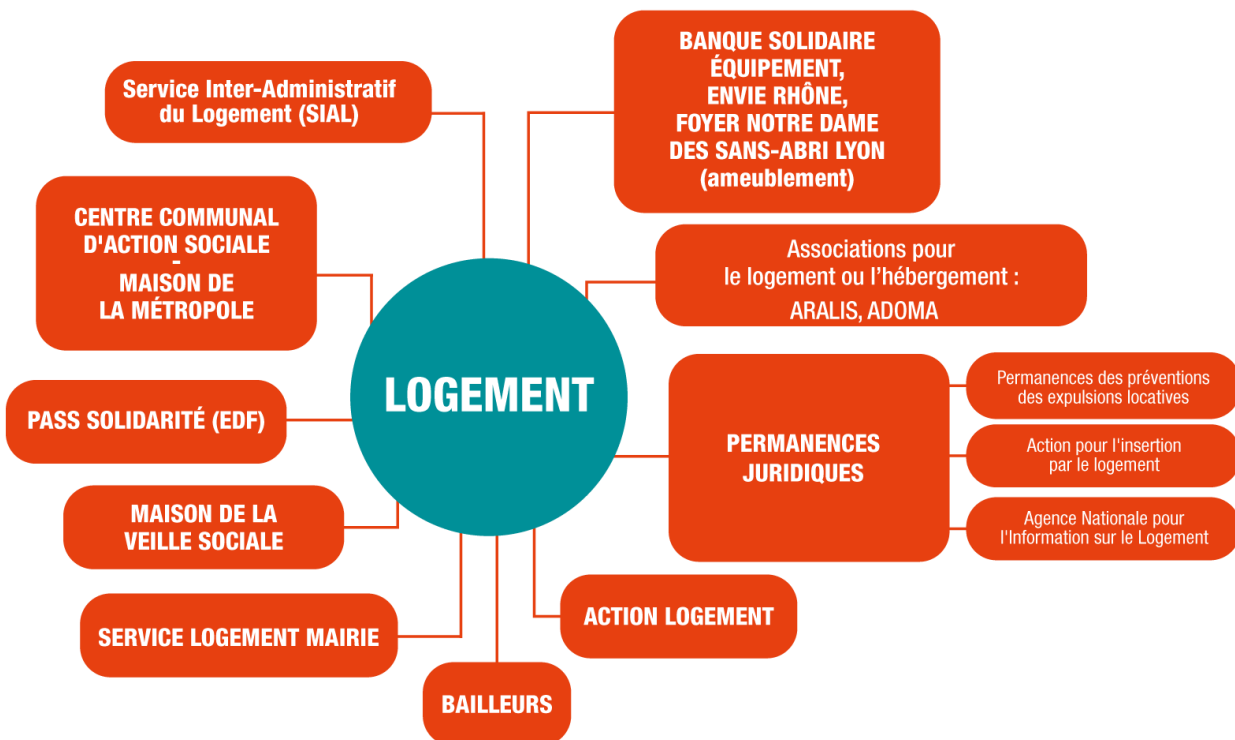 Service Inter-Administratif
du Logement (SIAL)
BANQUE SOLIDAIRE
ÉQUIPEMENT,
ENVIE RHÔNE,
FOYER NOTRE DAME
DES SANS-ABRI LYON
(ameublement)
CENTRE COMMUNAL
D'ACTION SOCIALE
-
MAISON DE
LA MÉTROPOLE
Associations pour
le logement ou l’hébergement :
ARALIS, ADOMA
LOGEMENT
PASS SOLIDARITÉ (EDF)
PERMANENCES
JURIDIQUES
Permanences des préventions
des expulsions locatives
Action pour l'insertion
par le logement
Agence Nationale pour
l'Information sur le Logement
MAISON DE LA
VEILLE SOCIALE
SERVICE LOGEMENT MAIRIE
ACTION LOGEMENT
BAILLEURS